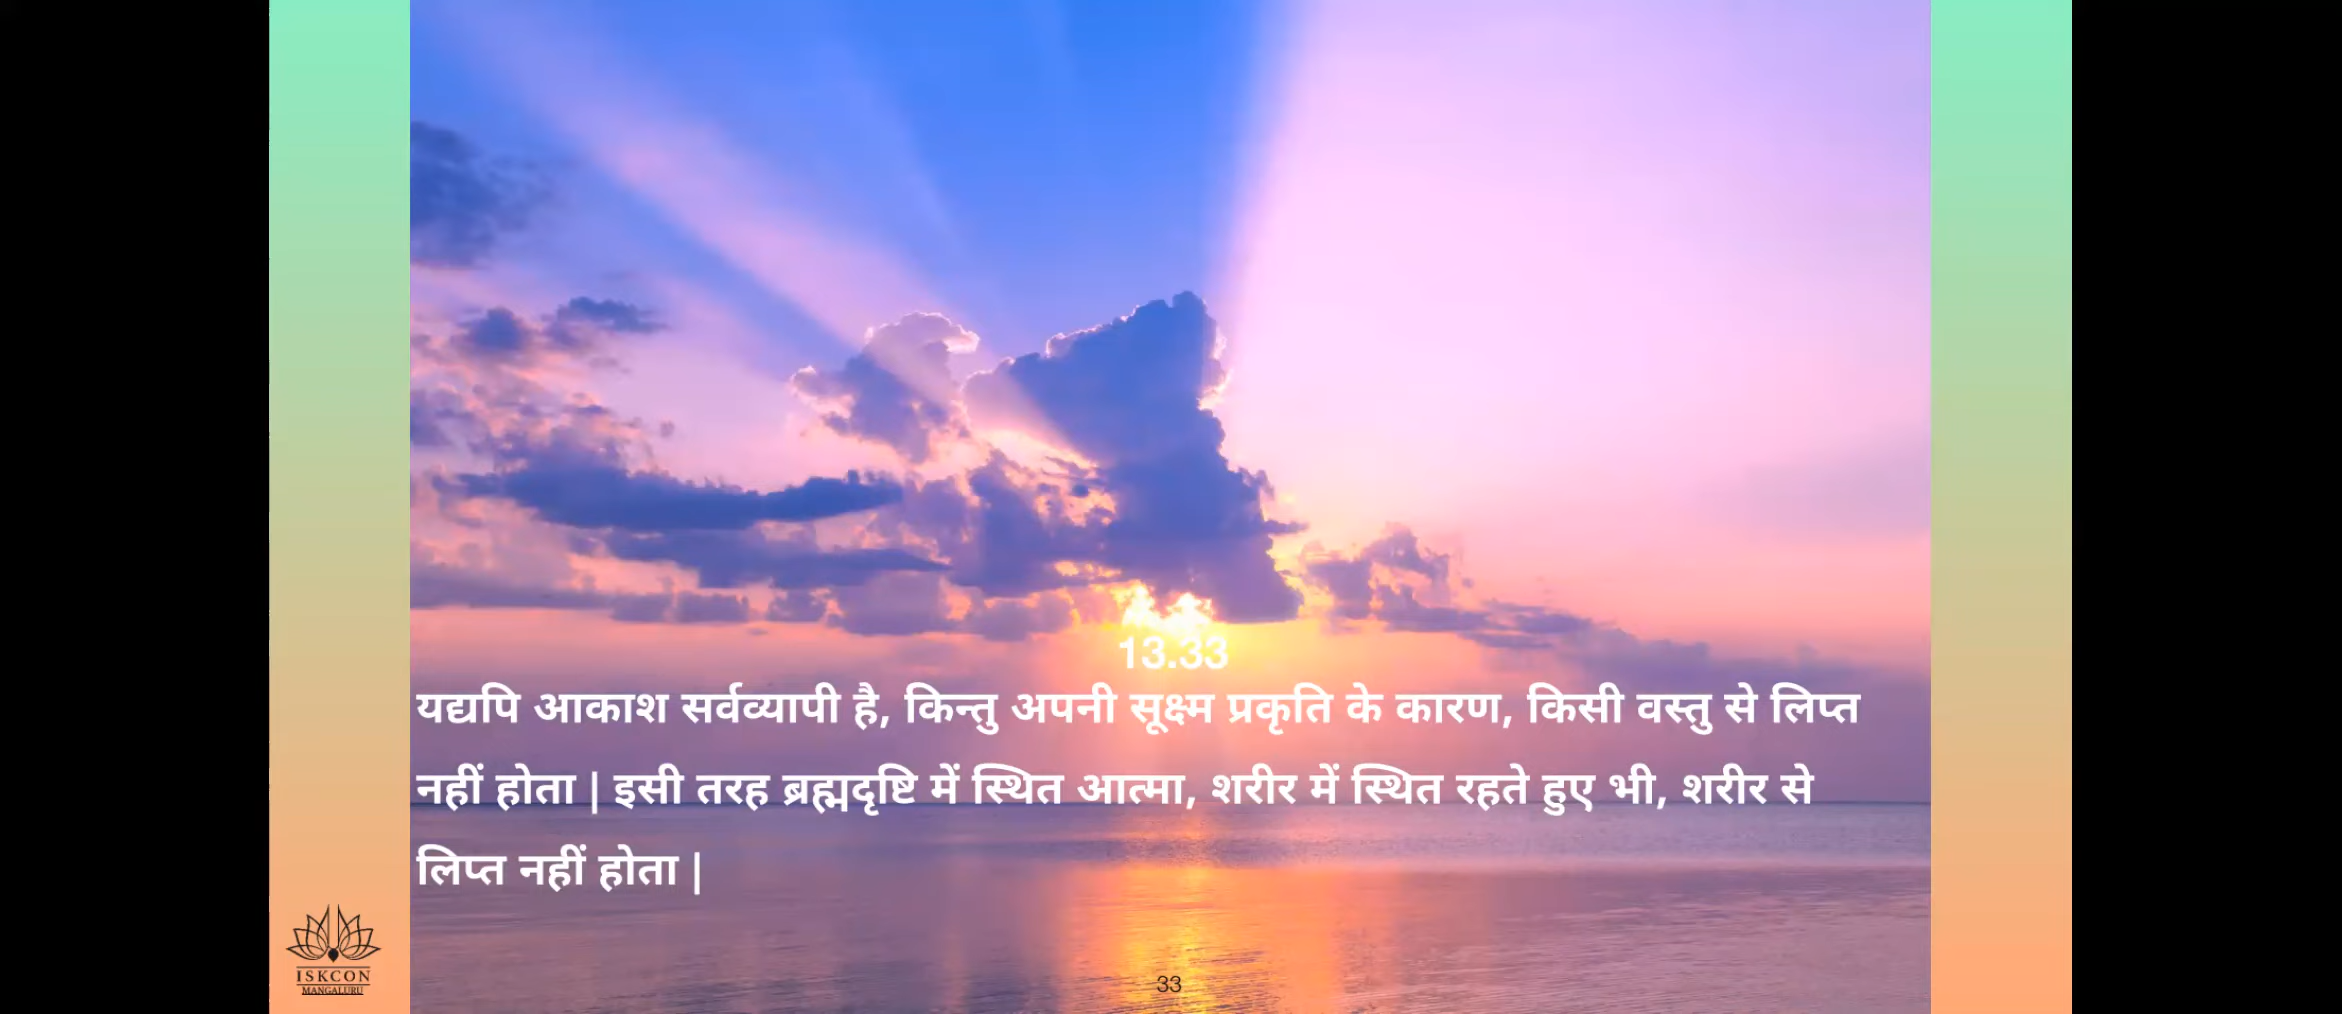 13.33
यद्यपि आकाश सर्वव्यापी है, किन्तु अपनी सूक्ष्म प्रकृति के कारण, किसी वस्तु से लिप्त
नहीं होता | इसी तरह ब्रह्मदृष्टि में स्थित आत्मा, शरीर में स्थित रहते हुए भी, शरीर से
लिप्त नहीं होता |
ISKCON
MANGALURU
33